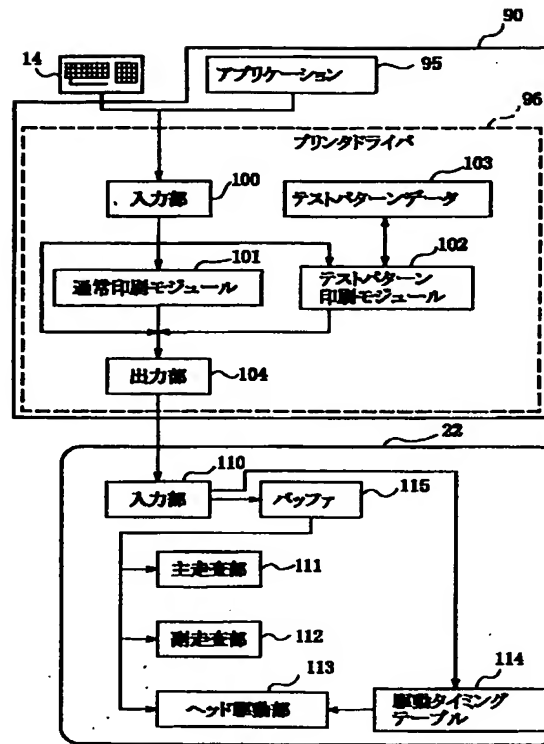 90
14
アプリケーション
95
96
プリンタドライバ
103
入力部
100
テストパターンデータ
101
102
通常印刷モジュール
テストパターン
印刷モジュール
出力部
104
22
110
入力部
バッファ
115
主走査部
111
副走査部
112
113
114
ヘッド駆動部
駆動タイミング
テーブル